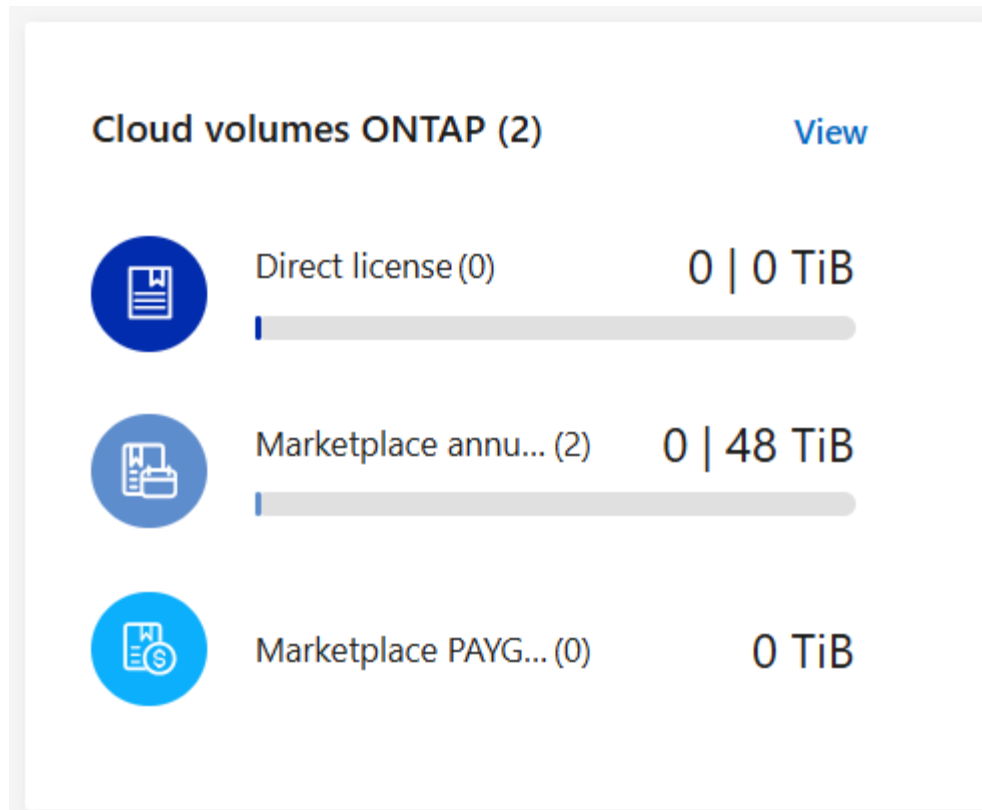 Cloud volumes ONTAP (2) View
Direct license (0) 0 | 0 TiB
Marketplace annu... (2) 0 | 48 TiB
Marketplace PAYG... (0) 0 TiB